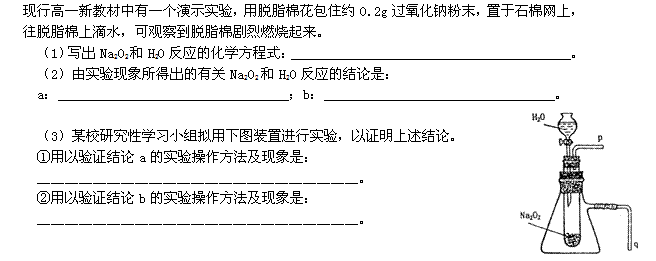 现行高一新教材中有一个演示实验，用脱脂棉花包住约 0.2g 过氧化钠粉末，置于石棉网上，
往脱脂棉上滴水，可观察到脱脂棉剧烈燃烧起来。
（1）写出 Na₂O₂和 H₂O 反应的化学方程式：________________。
（2）由实验现象所得出的有关 Na₂O₂和 H₂O 反应的结论是：
a：________________；b：________________。
（3）某校研究性学习小组拟用下图装置进行实验，以证明上述结论。
①用以验证结论 a 的实验操作方法及现象是：
________________。
②用以验证结论 b 的实验操作方法及现象是：
________________。
H₂O
p
Na₂O₂
q